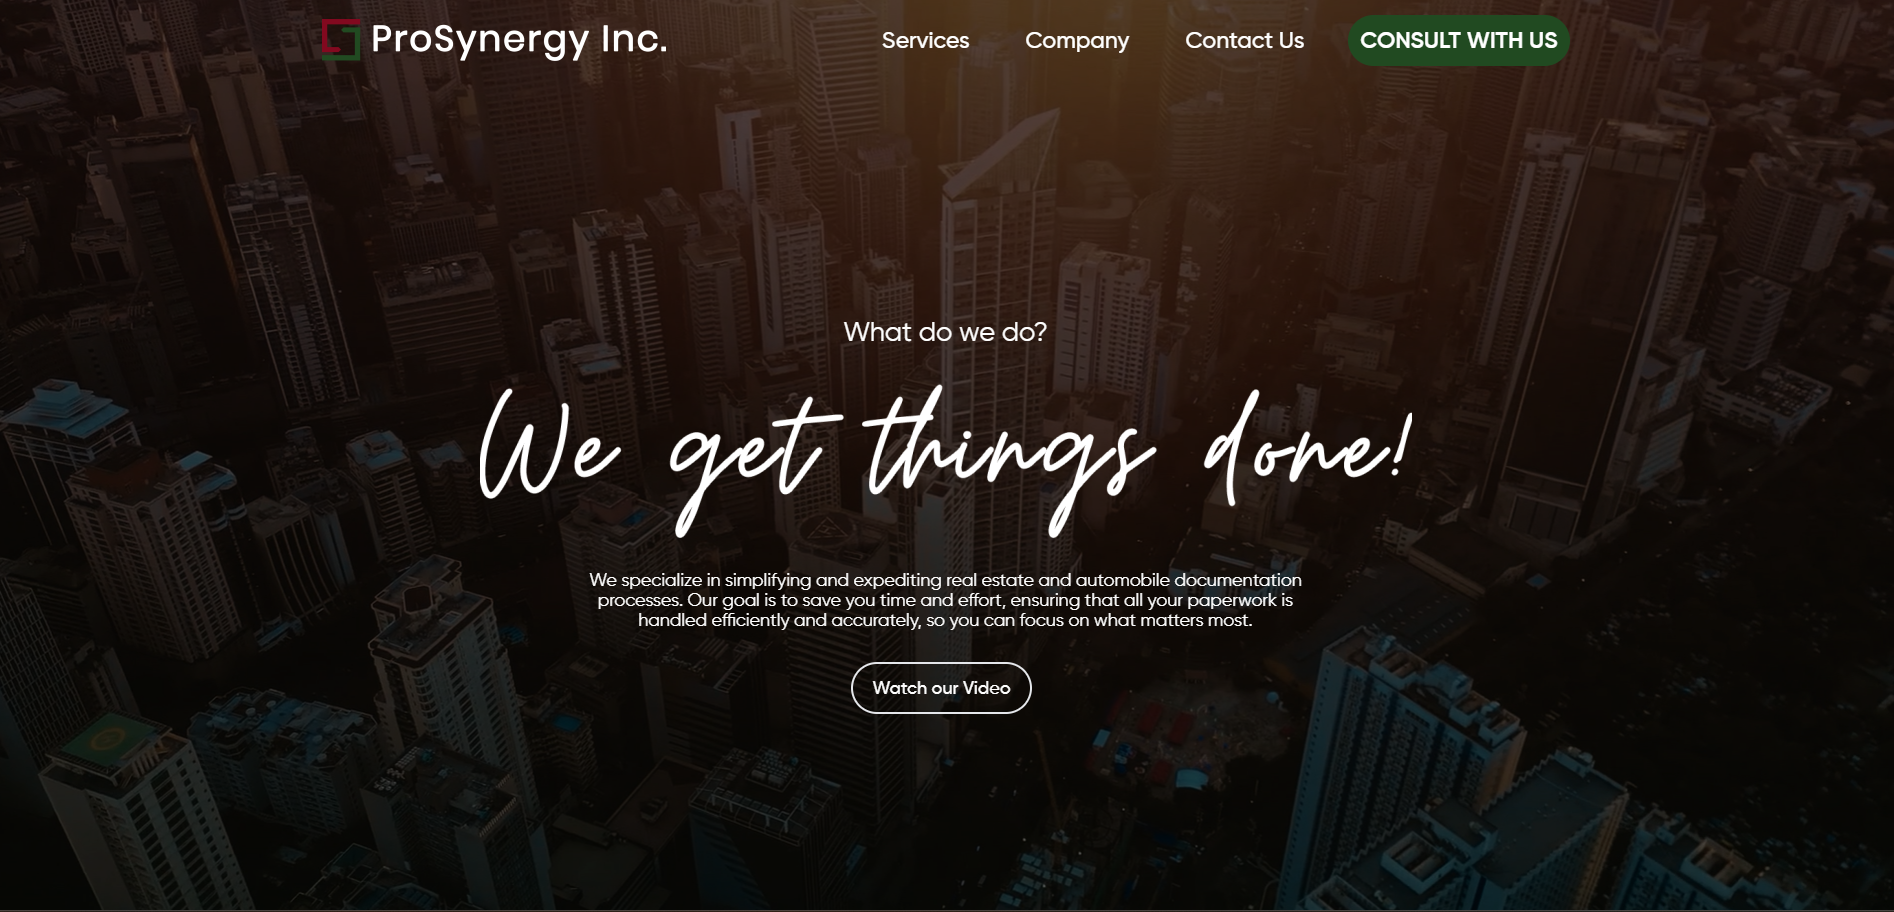 ProSynergy Inc.
Services
Company
Contact Us
CONSULT WITH US
What do we do?
We get things done!
We specialize in simplifying and expediting real estate and automobile documentation
processes. Our goal is to save you time and effort, ensuring that all your paperwork is
handled efficiently and accurately, so you can focus on what matters most.
Watch our Video